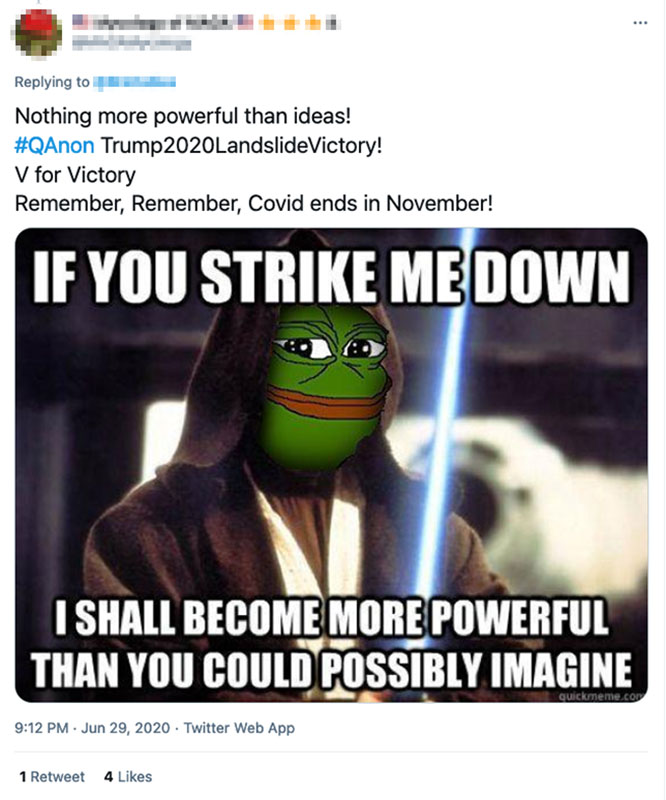 Replying to
Nothing more powerful than ideas!
#QAnon Trump2020LandslideVictory!
V for Victory
Remember, Remember, Covid ends in November!
IF YOU STRIKE ME DOWN
I SHALL BECOME MORE POWERFUL
THAN YOU COULD POSSIBLY IMAGINE
quickmeme.com
9:12 PM · Jun 29, 2020 · Twitter Web App
1 Retweet 4 Likes